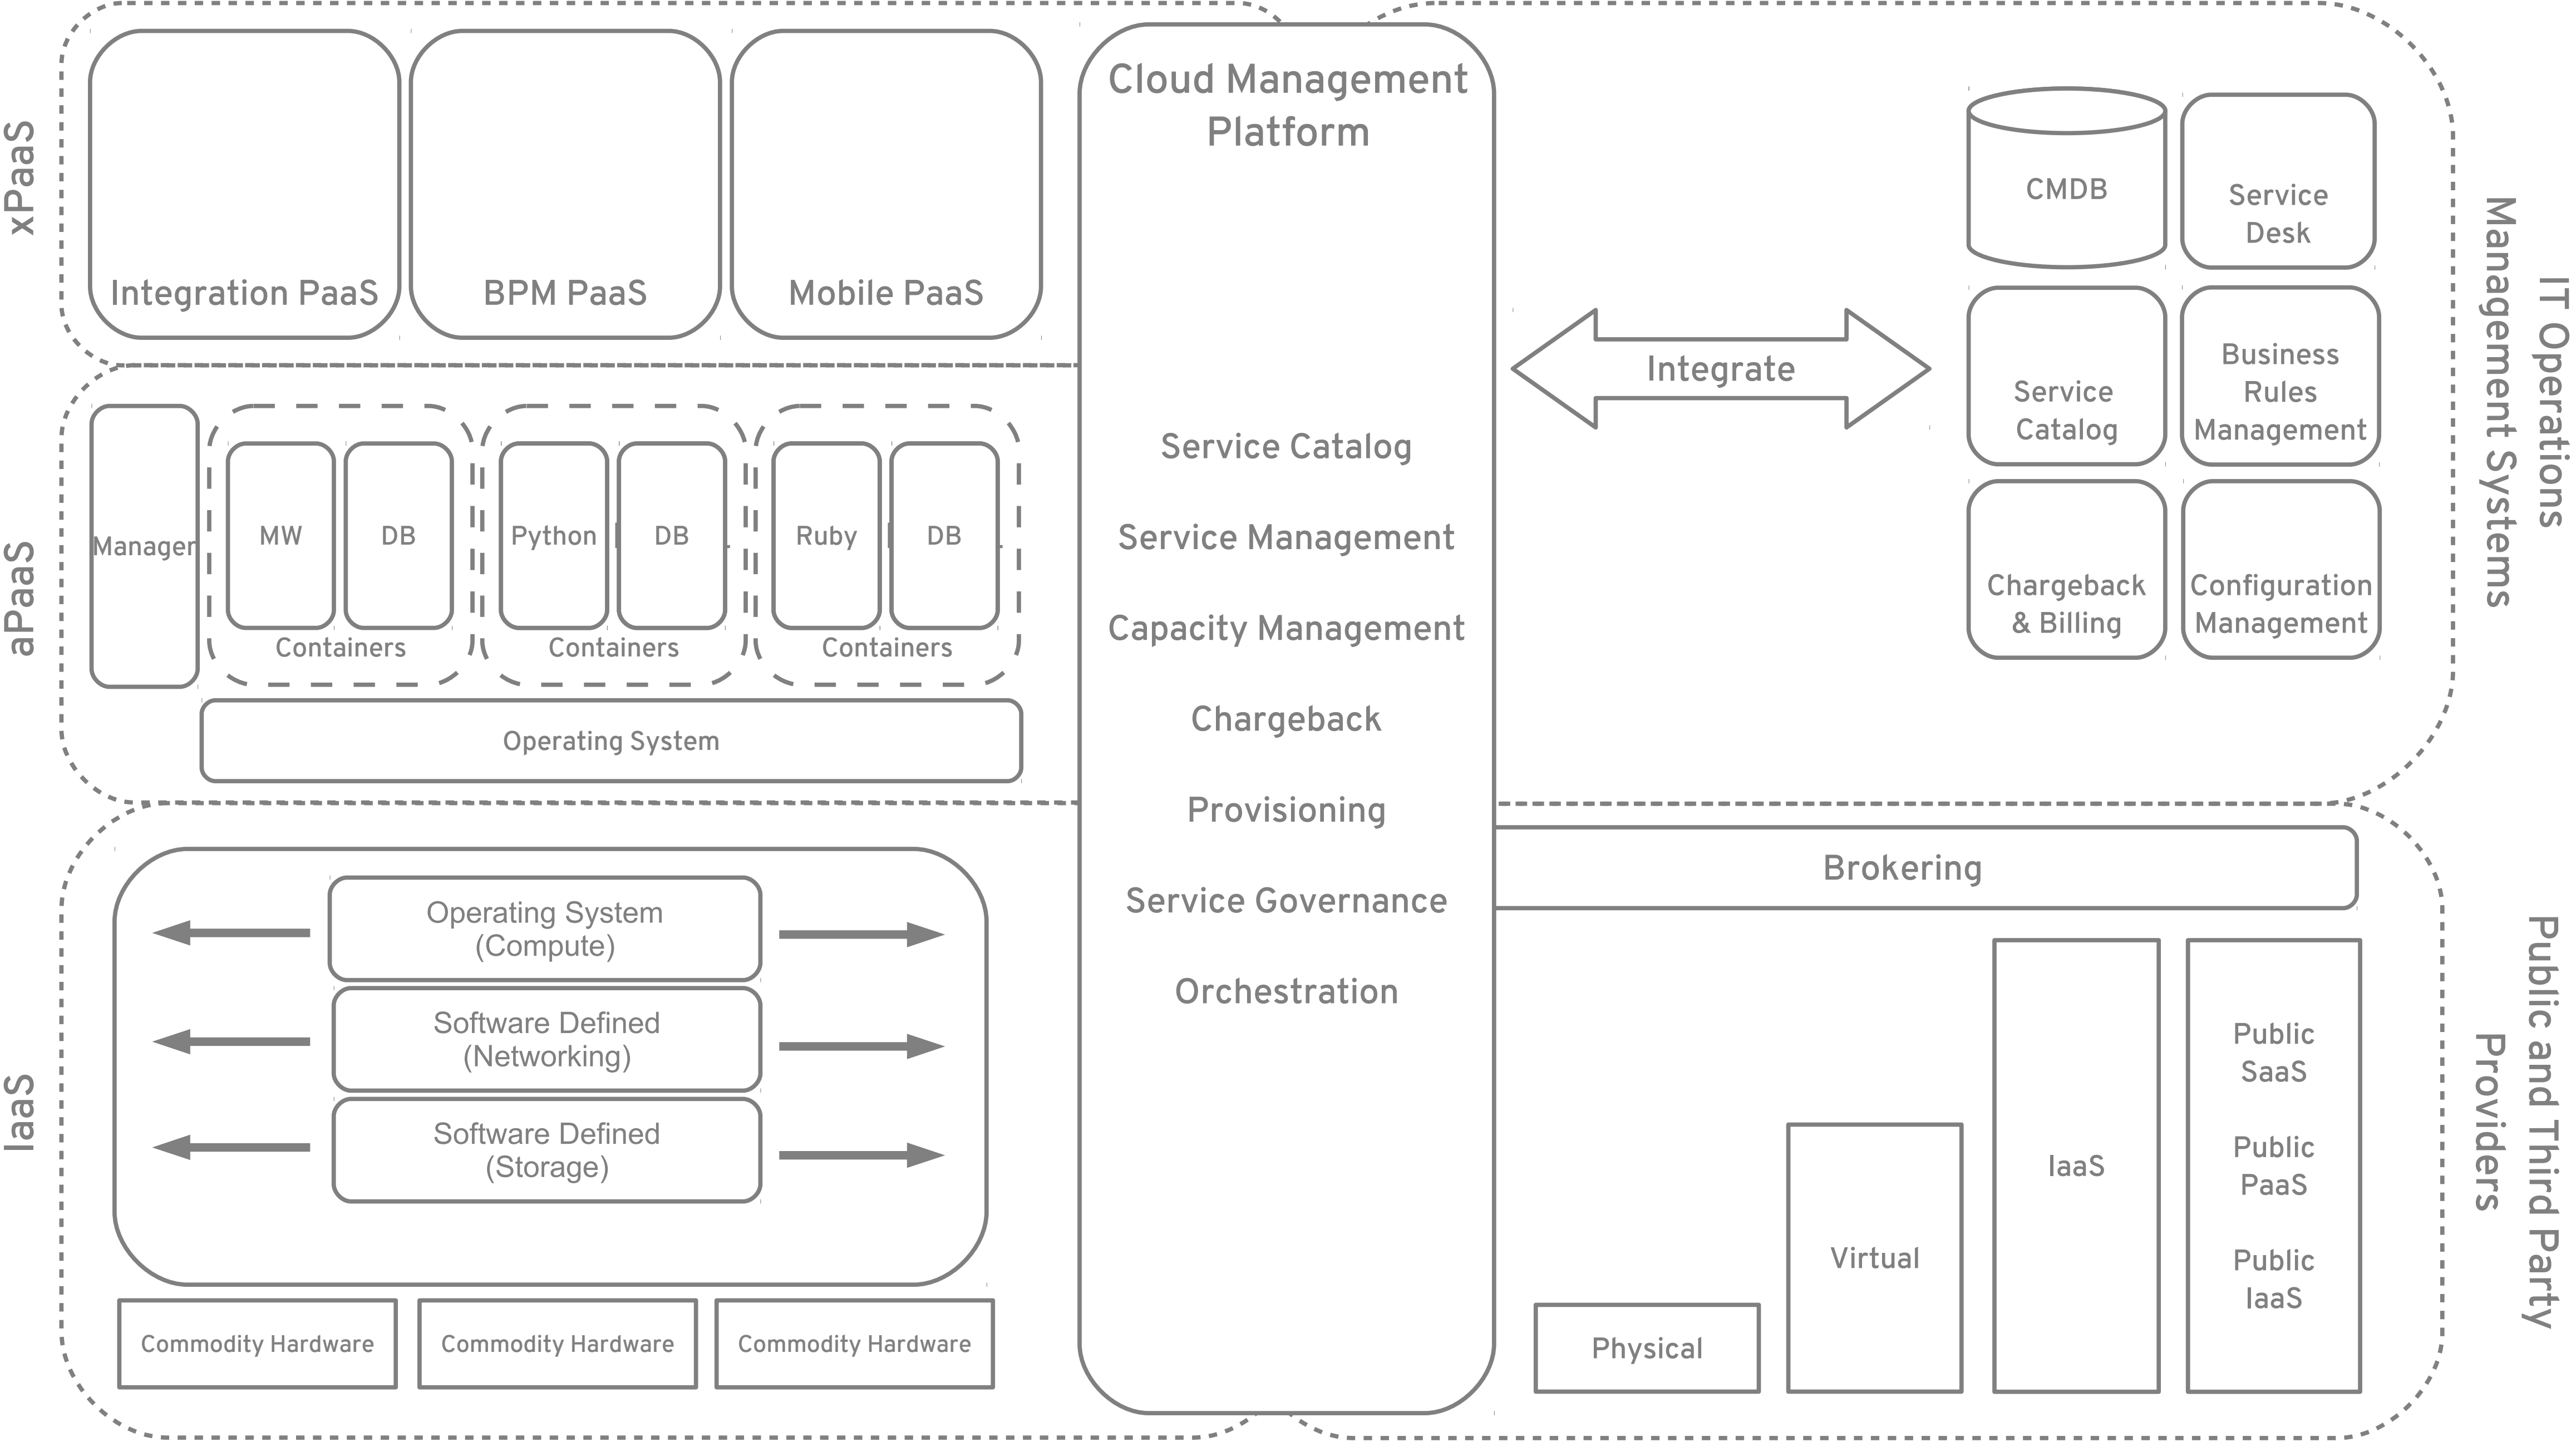 xPaaS
Integration PaaS
BPM PaaS
Mobile PaaS
aPaaS
Manager
MW
DB
Containers
Python
DB
Containers
Ruby
DB
Containers
Operating System
IaaS
Operating System
(Compute)
Software Defined
(Networking)
Software Defined
(Storage)
Commodity Hardware
Commodity Hardware
Commodity Hardware
Cloud Management
Platform
Service Catalog
Service Management
Capacity Management
Chargeback
Provisioning
Service Governance
Orchestration
Integrate
CMDB
Service
Desk
Service
Catalog
Business
Rules
Management
Chargeback
& Billing
Configuration
Management
IT Operations
Management Systems
Brokering
Physical
Virtual
IaaS
Public
SaaS
Public
PaaS
Public
IaaS
Public and Third Party
Providers